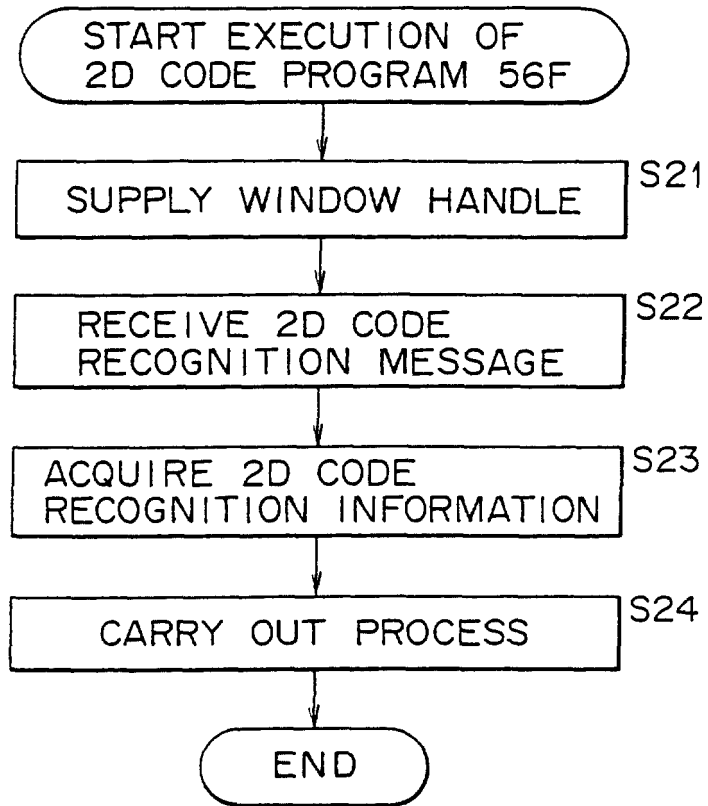 START EXECUTION OF
2D CODE PROGRAM 56F
S21
SUPPLY WINDOW HANDLE
S22
RECEIVE 2D CODE
RECOGNITION MESSAGE
S23
ACQUIRE 2D CODE
RECOGNITION INFORMATION
S24
CARRY OUT PROCESS
END